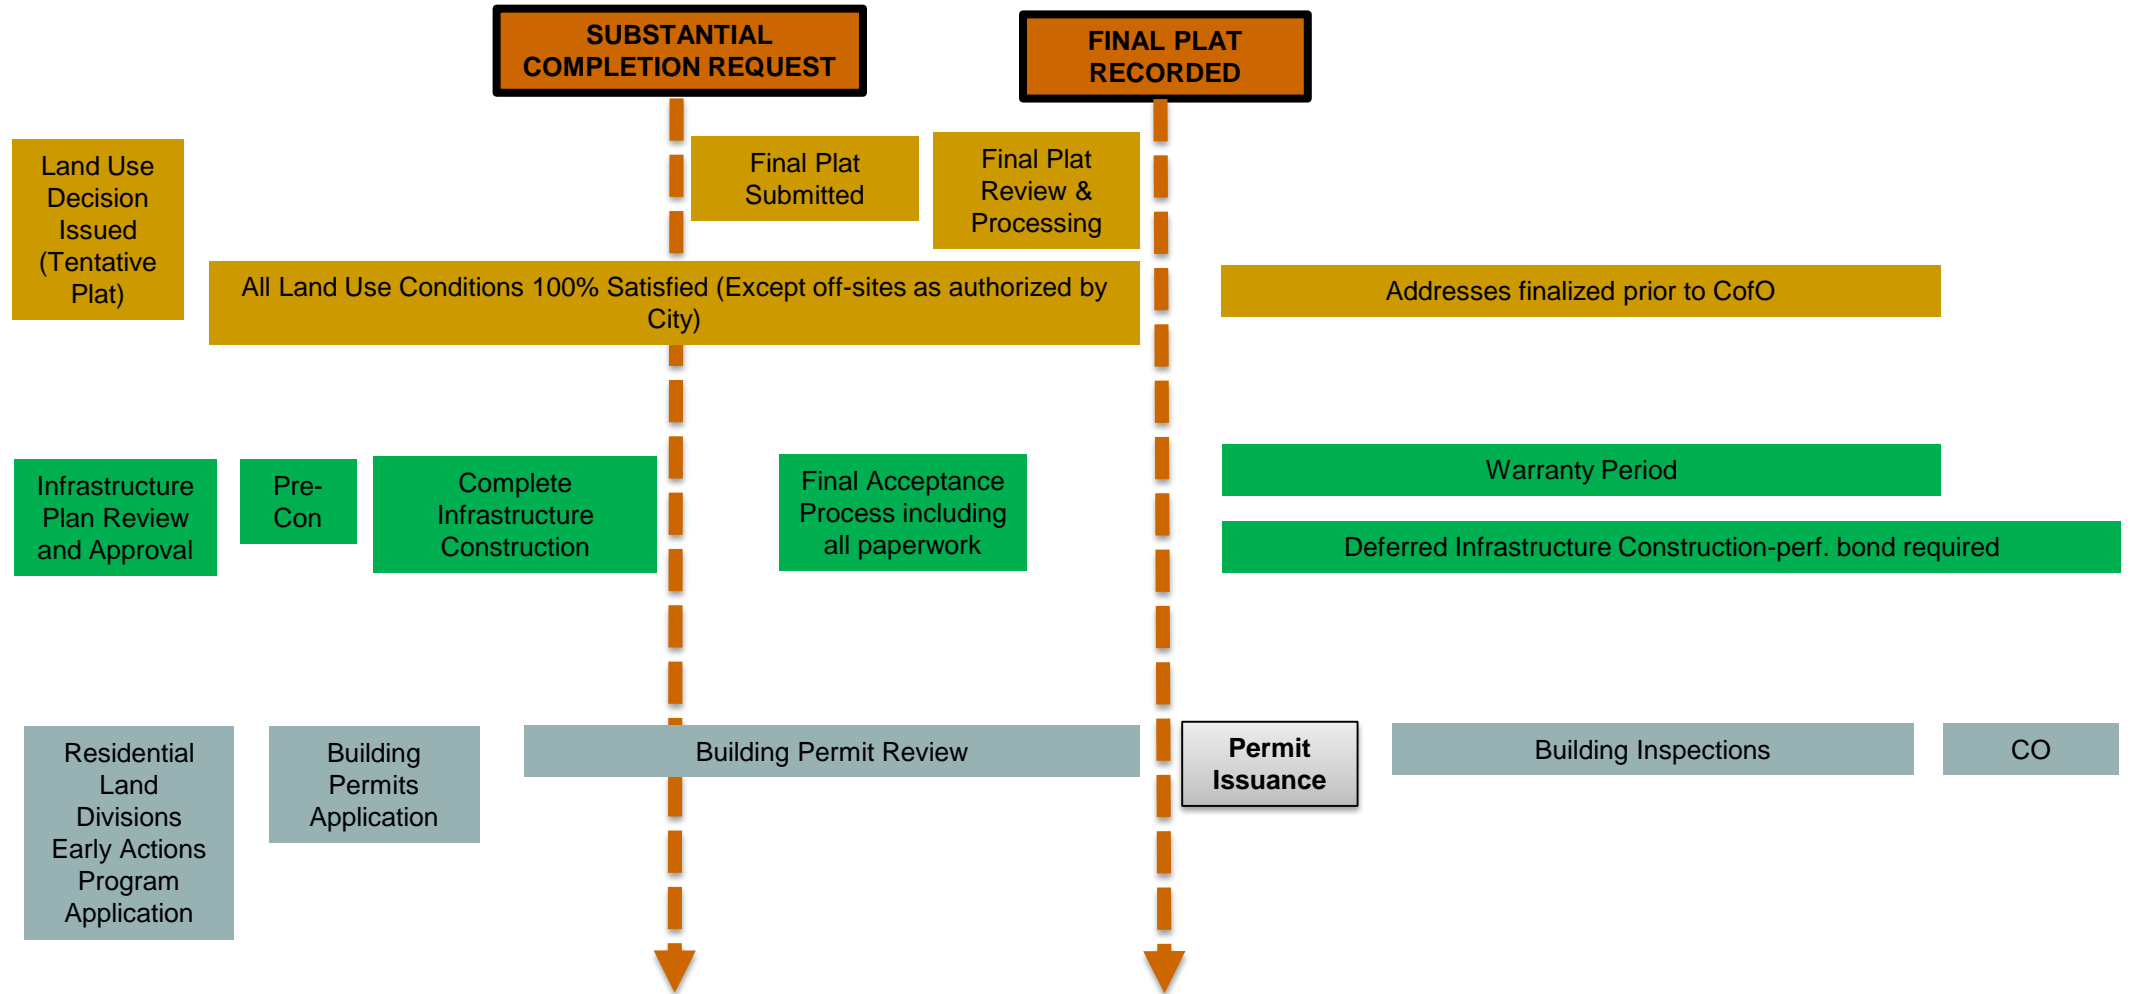 SUBSTANTIAL
COMPLETION REQUEST
FINAL PLAT
RECORDED
Land Use
Decision
Issued
(Tentative
Plat)
Final Plat
Submitted
Final Plat
Review &
Processing
All Land Use Conditions 100% Satisfied (Except off-sites as authorized by
City)
Addresses finalized prior to CofO
Infrastructure
Plan Review
and Approval
Pre-
Con
Complete
Infrastructure
Construction
Final Acceptance
Process including
all paperwork
Warranty Period
Deferred Infrastructure Construction-perf. bond required
Residential
Land
Divisions
Early Actions
Program
Application
Building
Permits
Application
Building Permit Review
Permit
Issuance
Building Inspections
CO